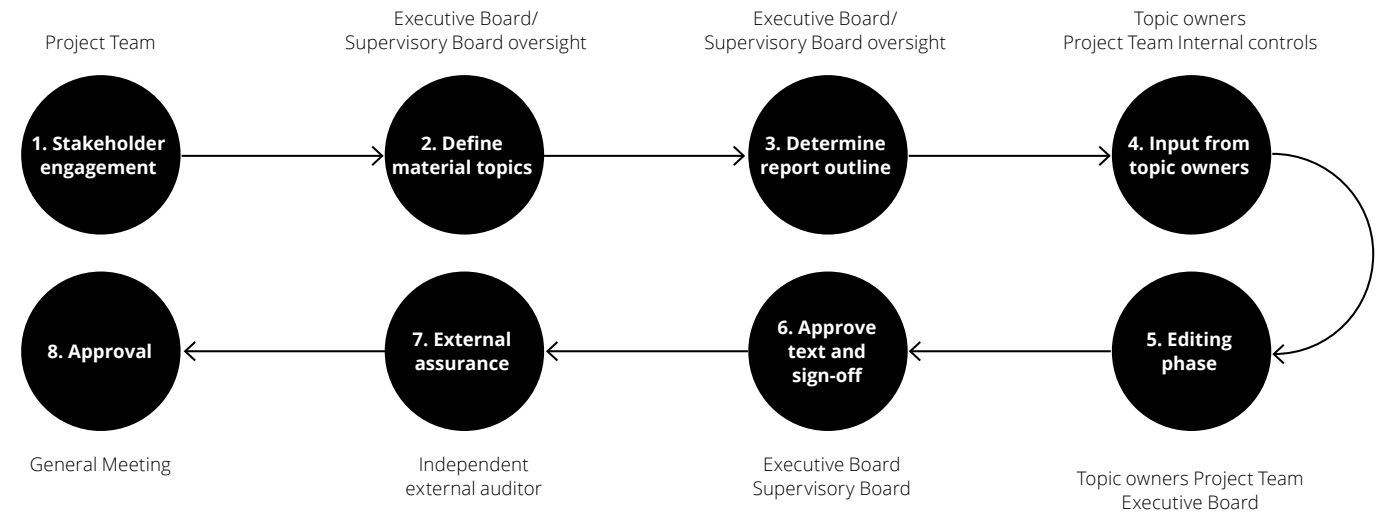 Project Team
Executive Board/
Supervisory Board oversight
Executive Board/
Supervisory Board oversight
Topic owners
Project Team Internal controls
1. Stakeholder
engagement
2. Define
material topics
3. Determine
report outline
4. Input from
topic owners
5. Editing
phase
6. Approve
text and
sign-off
7. External
assurance
8. Approval
Topic owners Project Team
Executive Board
Executive Board
Supervisory Board
Independent
external auditor
General Meeting